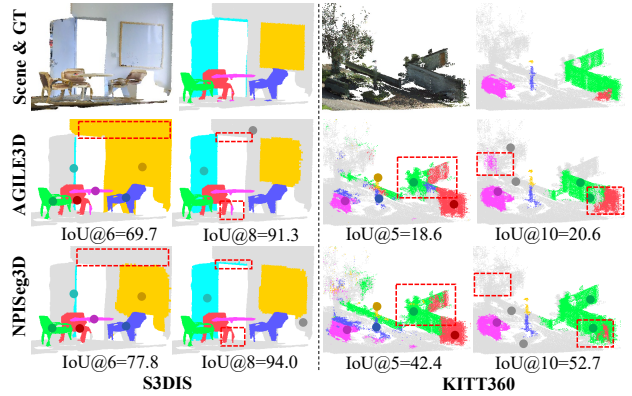 Scene & GT
AGILE3D
IoU@6=69.7
IoU@8=91.3
IoU@5=18.6
IoU@10=20.6
NPISeg3D
IoU@6=77.8
IoU@8=94.0
IoU@5=42.4
IoU@10=52.7
S3DIS
KITT360